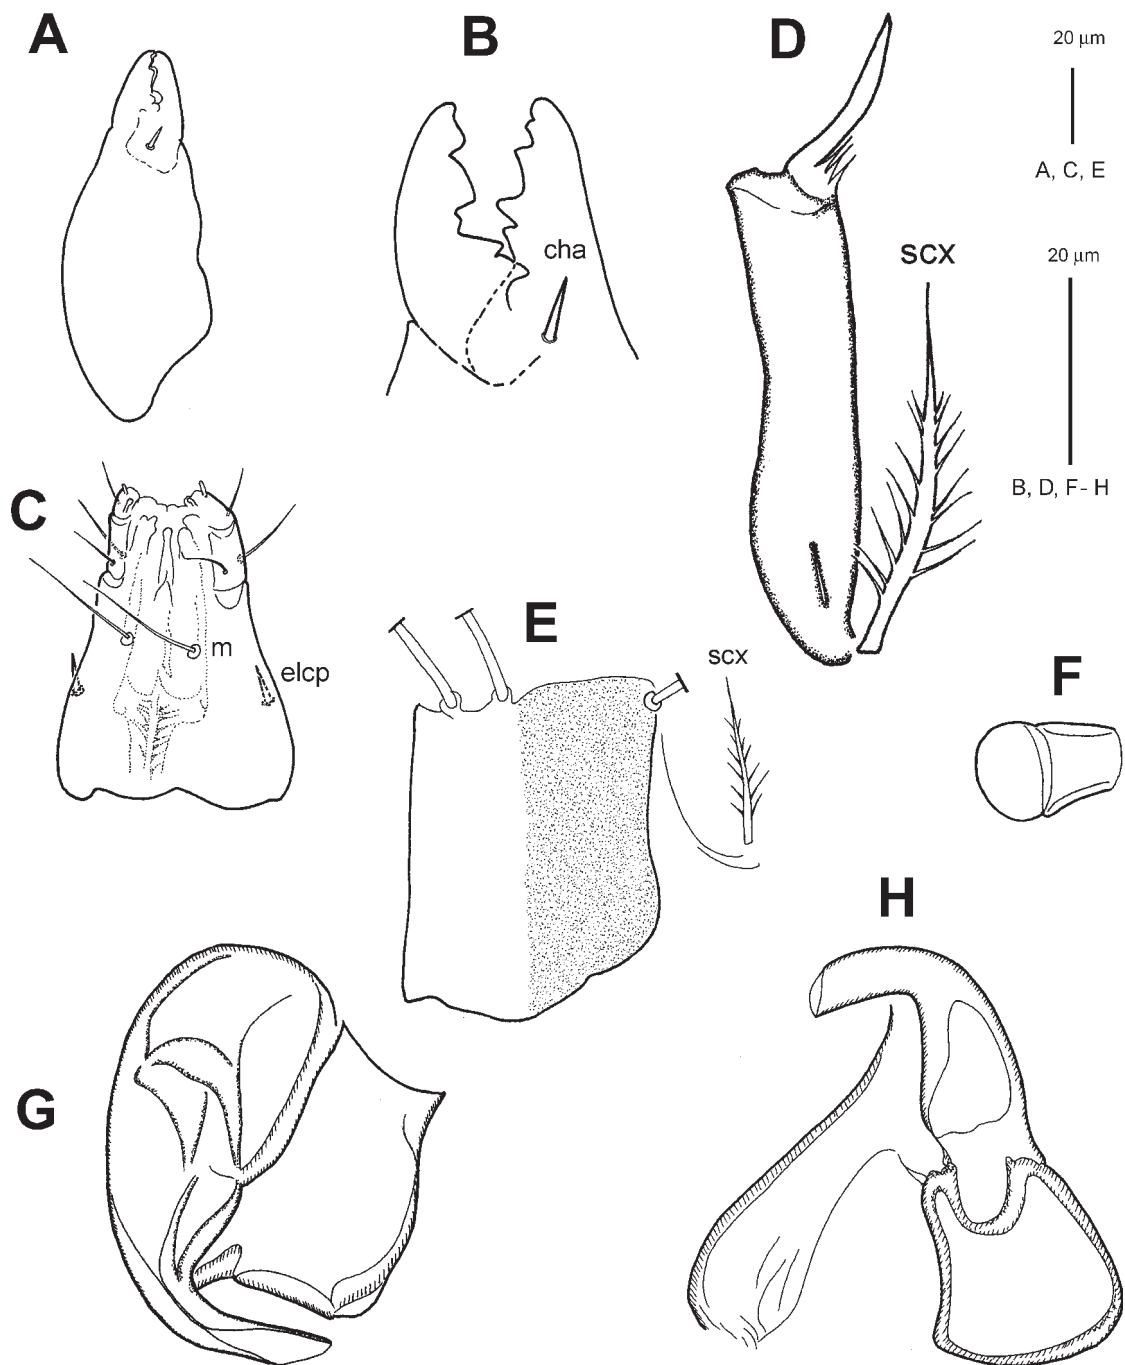 A
B
D
20 µm
A, C, E
scx
20 µm
B, D, F - H
cha
C
m
elcp
E
scx
F
H
G